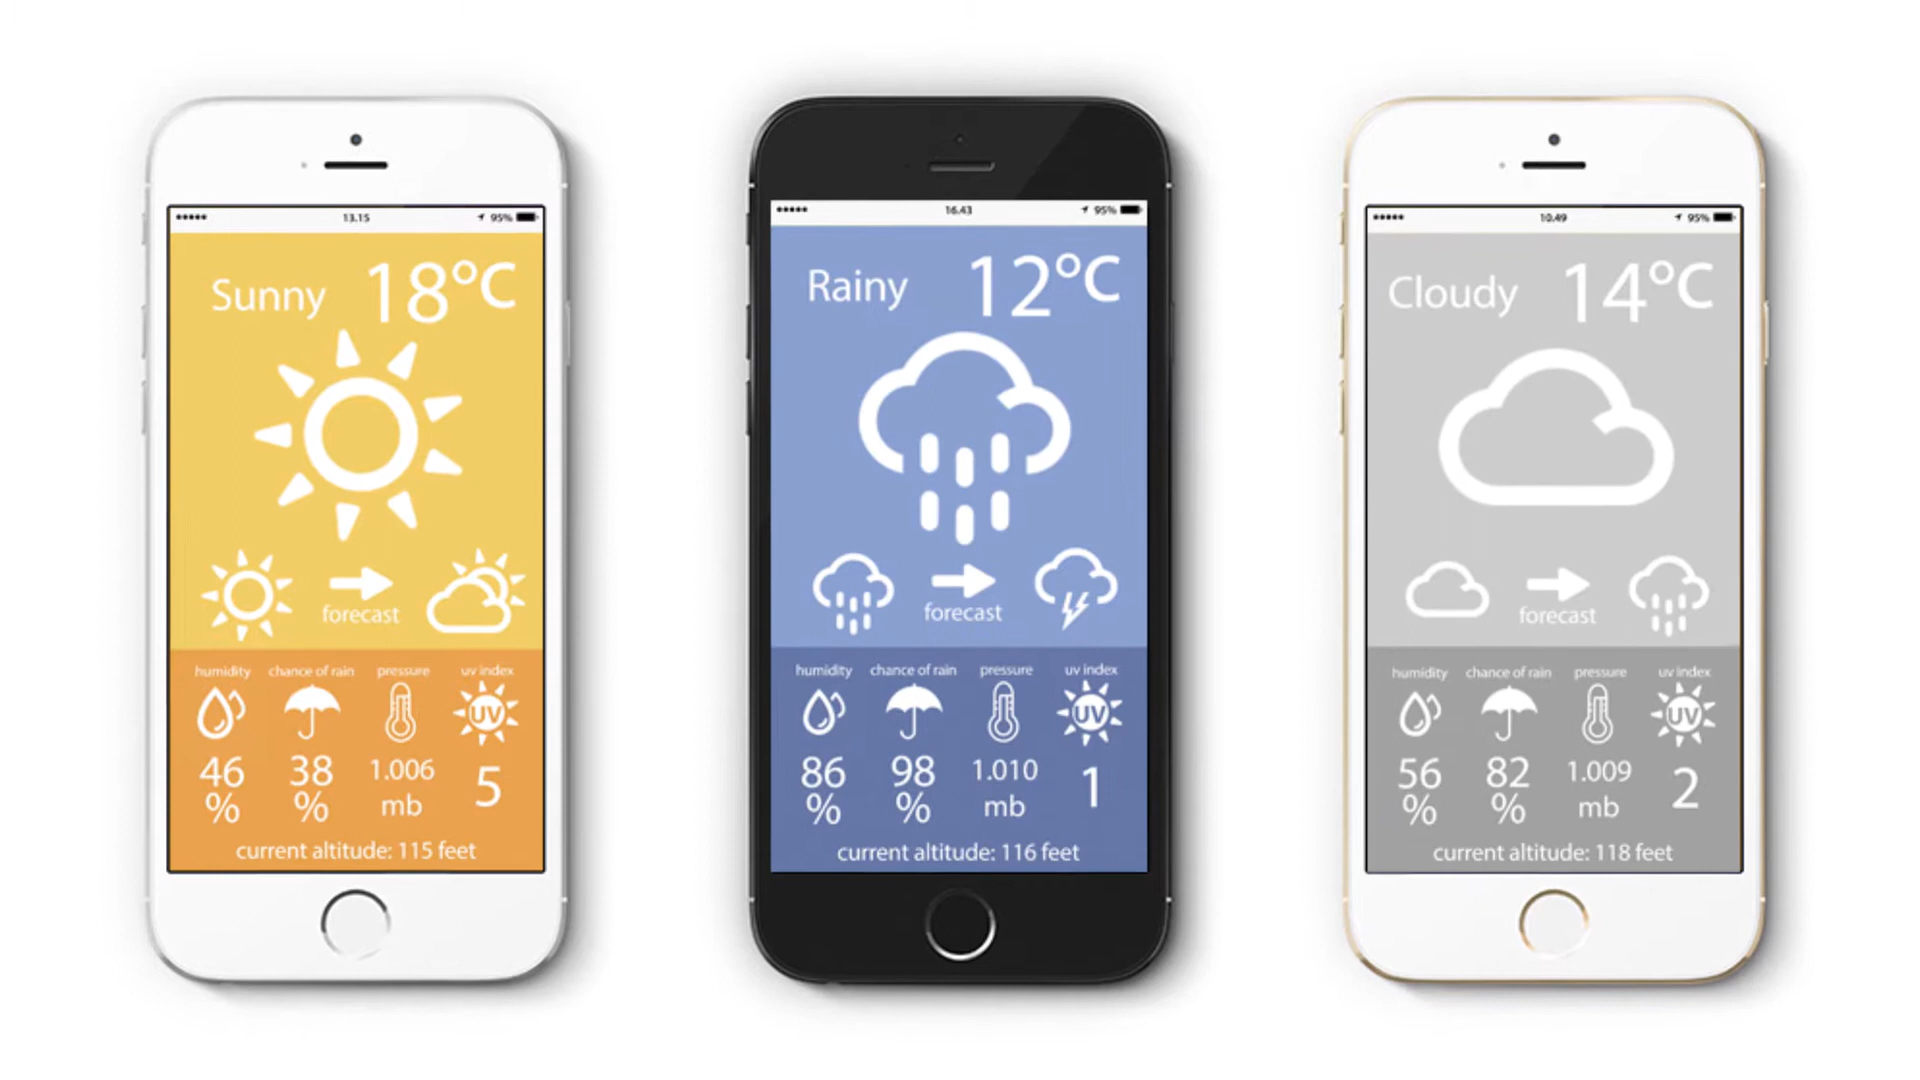 13.15
95%
Sunny 18°C
forecast
humidity chance of rain pressure uv index
UV
46 % 38 % 1.006 mb 5
current altitude: 115 feet
16.43
95%
Rainy 12°C
forecast
humidity chance of rain pressure uv index
UV
86 % 98 % 1.010 mb 1
current altitude: 116 feet
10.49
95%
Cloudy 14°C
forecast
humidity chance of rain pressure uv index
UV
56 % 82 % 1.009 mb 2
current altitude: 118 feet